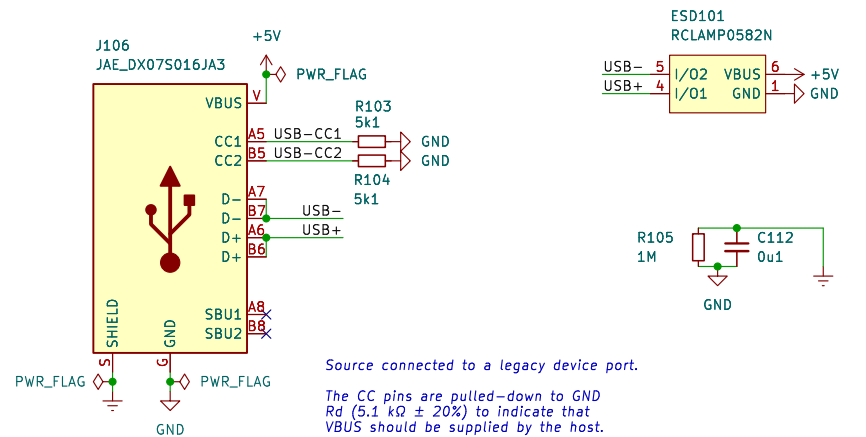 J106
JAE_DX07S016JA3
+5V
PWR_FLAG
VBUS V
CC1 A5 USB-CC1
R103
5k1
GND
CC2 B5 USB-CC2
GND
R104
5k1
D- A7
D- B7 USB-
D+ A6 USB+
D+ B6
SBU1 A8
SBU2 B8
SHIELD
GND
S
G
PWR_FLAG
PWR_FLAG
GND
ESD101
RCLAMP0582N
USB- 5 I/O2 VBUS 6 +5V
USB+ 4 I/O1 GND 1 GND
R105
1M
C112
0u1
GND
Source connected to a legacy device port.
The CC pins are pulled-down to GND
Rd (5.1 kΩ ± 20%) to indicate that
VBUS should be supplied by the host.